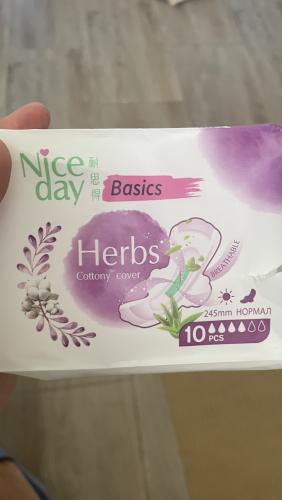 Nice
day
耐思得
Basics
Herbs
Cottony cover
BREATHABLE
245mm НОРМАЛ
10 PCS